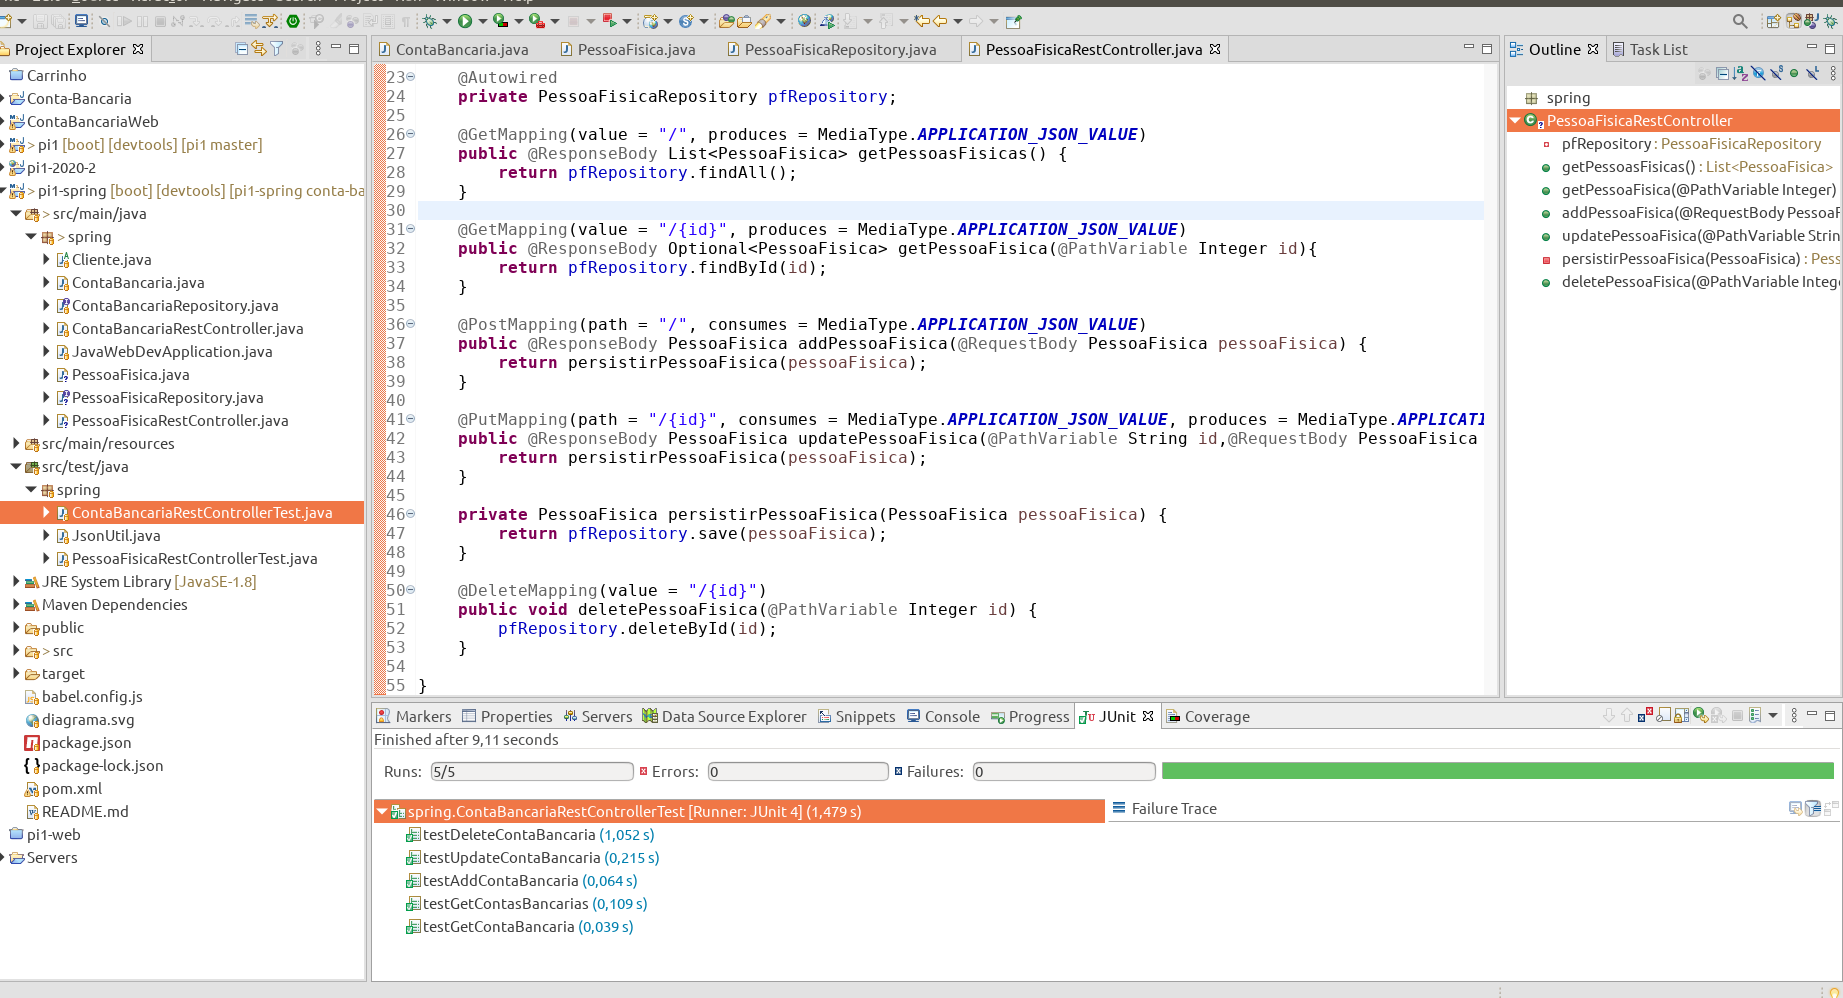 Project Explorer
Carrinho
Conta-Bancaria
ContaBancariaWeb
> pi1 [boot] [devtools] [pi1 master]
pi1-2020-2
> pi1-spring [boot] [devtools] [pi1-spring conta-ba
> src/main/java
> spring
Cliente.java
ContaBancaria.java
ContaBancariaRepository.java
ContaBancariaRestController.java
JavaWebDevApplication.java
PessoaFisica.java
PessoaFisicaRepository.java
PessoaFisicaRestController.java
src/main/resources
src/test/java
spring
ContaBancariaRestControllerTest.java
JsonUtil.java
PessoaFisicaRestControllerTest.java
JRE System Library [JavaSE-1.8]
Maven Dependencies
public
> src
target
babel.config.js
diagrama.svg
package.json
package-lock.json
pom.xml
README.md
pi1-web
Servers
ContaBancaria.java PessoaFisica.java PessoaFisicaRepository.java PessoaFisicaRestController.java
23 @Autowired
24 private PessoaFisicaRepository pfRepository;
25
26 @GetMapping(value = "/", produces = MediaType.APPLICATION_JSON_VALUE)
27 public @ResponseBody List<PessoaFisica> getPessoasFisicas() {
28 return pfRepository.findAll();
29 }
30
31 @GetMapping(value = "/{id}", produces = MediaType.APPLICATION_JSON_VALUE)
32 public @ResponseBody Optional<PessoaFisica> getPessoaFisica(@PathVariable Integer id){
33 return pfRepository.findById(id);
34 }
35
36 @PostMapping(path = "/", consumes = MediaType.APPLICATION_JSON_VALUE)
37 public @ResponseBody PessoaFisica addPessoaFisica(@RequestBody PessoaFisica pessoaFisica) {
38 return persistirPessoaFisica(pessoaFisica);
39 }
40
41 @PutMapping(path = "/{id}", consumes = MediaType.APPLICATION_JSON_VALUE, produces = MediaType.APPLICATI
42 public @ResponseBody PessoaFisica updatePessoaFisica(@PathVariable String id,@RequestBody PessoaFisica
43 return persistirPessoaFisica(pessoaFisica);
44 }
45
46 private PessoaFisica persistirPessoaFisica(PessoaFisica pessoaFisica) {
47 return pfRepository.save(pessoaFisica);
48 }
49
50 @DeleteMapping(value = "/{id}")
51 public void deletePessoaFisica(@PathVariable Integer id) {
52 pfRepository.deleteById(id);
53 }
54
55 }
Outline Task List
spring
PessoaFisicaRestController
pfRepository : PessoaFisicaRepository
getPessoasFisicas() : List<PessoaFisica>
getPessoaFisica(@PathVariable Integer)
addPessoaFisica(@RequestBody PessoaF
updatePessoaFisica(@PathVariable Strin
persistirPessoaFisica(PessoaFisica) : Pess
deletePessoaFisica(@PathVariable Integ
Markers Properties Servers Data Source Explorer Snippets Console Progress JUnit Coverage
Finished after 9,11 seconds
Runs: 5/5 Errors: 0 Failures: 0
spring.ContaBancariaRestControllerTest [Runner: JUnit 4] (1,479 s)
testDeleteContaBancaria (1,052 s)
testUpdateContaBancaria (0,215 s)
testAddContaBancaria (0,064 s)
testGetContasBancarias (0,109 s)
testGetContaBancaria (0,039 s)
Failure Trace